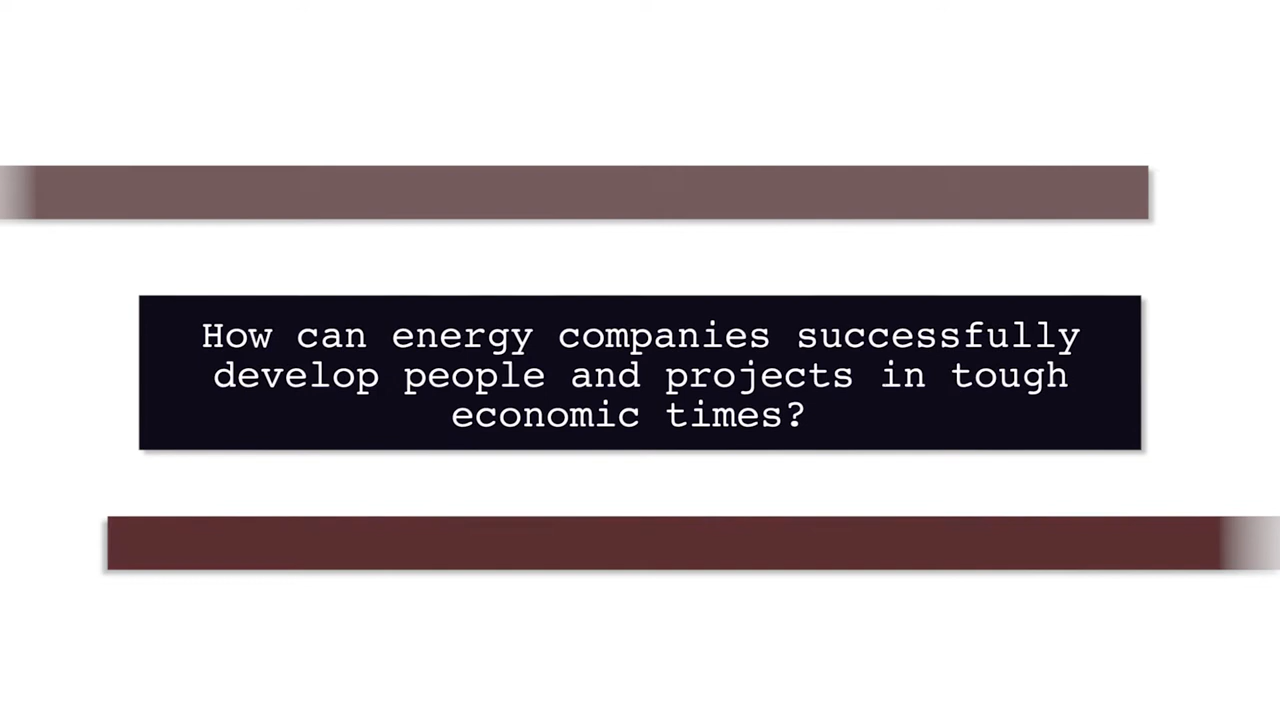 How can energy companies successfully
develop people and projects in tough
economic times?